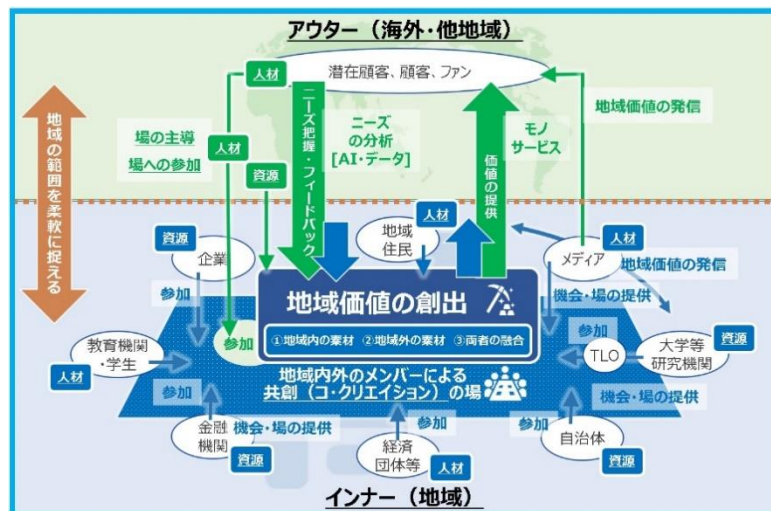 アウター（海外・他地域）
潜在顧客、顧客、ファン
人材
地域価値の発信
場の主導
場への参加
人材
資源
ニーズ把握・フィードバック
ニーズ
の分析
[AI・データ]
価値の提供
モノ
サービス
地域の範囲を柔軟に捉える
資源
企業
参加
地域
住民
人材
メディア
人材
地域価値の発信
機会・場の提供
地域価値の創出
①地域内の素材 ②地域外の素材 ③両者の融合
参加
教育機関
・学生
人材
参加
参加
TLO
大学等
研究機関
資源
地域内外のメンバーによる
共創（コ・クリエイション）の場
機会・場の提供
金融
機関
資源
機会・場の提供
参加
経済
団体等
人材
参加
自治体
資源
インナー（地域）